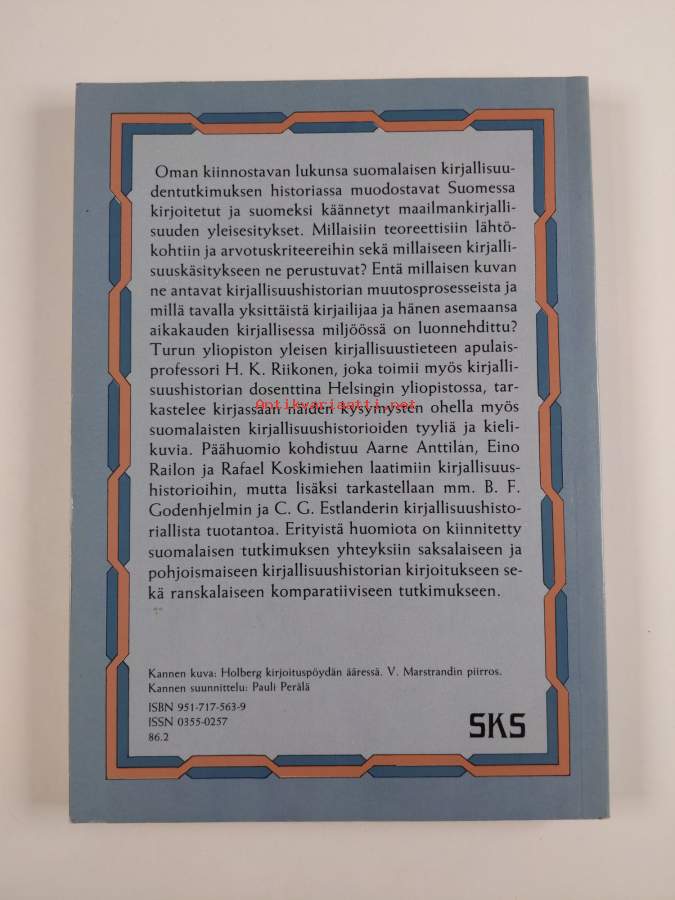 Oman kiinnostavan lukunsa suomalaisen kirjallisuu-
dentutkimuksen historiassa muodostavat Suomessa
kirjoitetut ja suomeksi käännetyt maailmankirjalli-
suuden yleisesitykset. Millaisiin teoreettisiin lähtö-
kohtiin ja arvotuskriteereihin sekä millaiseen kirjalli-
suuskäsitykseen ne perustuvat? Entä millaisen kuvan
ne antavat kirjallisuushistorian muutosprosesseista ja
millä tavalla yksittäistä kirjailijaa ja hänen asemaansa
aikakauden kirjallisessa miljöössä on luonnehdittu?
Turun yliopiston yleisen kirjallisuustieteen apulais-
professori H. K. Riikonen, joka toimii myös kirjalli-
suushistorian dosenttina Helsingin yliopistossa, tar-
kastelee kirjassaan näiden kysymysten ohella myös
Antikvariaatti.net
suomalaisten kirjallisuushistorioiden tyyliä ja kieli-
kuvia. Päähuomio kohdistuu Aarne Anttilan, Eino
Railon ja Rafael Koskimiehen laatimiin kirjallisuus-
historioihin, mutta lisäksi tarkastellaan mm. B. F.
Godenhjelmin ja C. G. Estlanderin kirjallisuushisto-
riallista tuotantoa. Erityistä huomiota on kiinnitetty
suomalaisen tutkimuksen yhteyksiin saksalaiseen ja
pohjoismaiseen kirjallisuushistorian kirjoitukseen se-
kä ranskalaiseen komparatiiviseen tutkimukseen.
Kannen kuva: Holberg kirjoituspöydän ääressä. V. Marstrandin piirros.
Kannen suunnittelu: Pauli Perälä
ISBN 951-717-563-9
ISSN 0355-0257
86.2
SKS